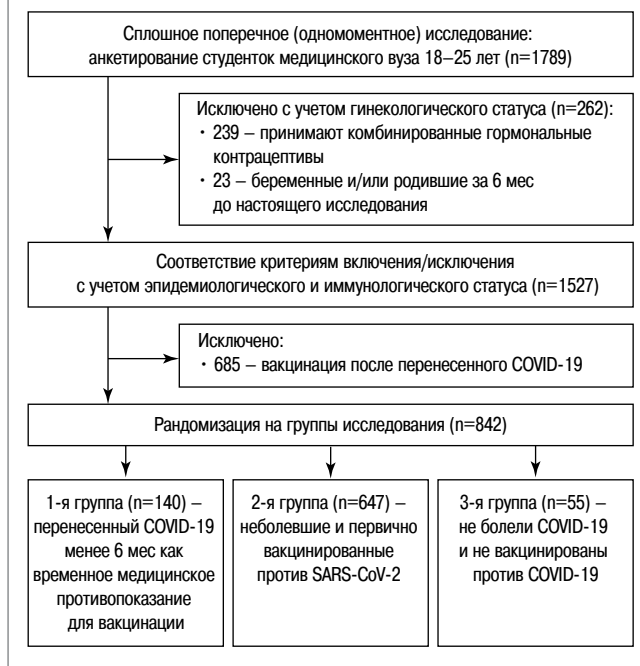 Сплошное поперечное (одномоментное) исследование:
анкетирование студенток медицинского вуза 18–25 лет (n=1789)
Исключено с учетом гинекологического статуса (n=262):
· 239 – принимают комбинированные гормональные
контрацептивы
· 23 – беременные и/или родившие за 6 мес
до настоящего исследования
Соответствие критериям включения/исключения
с учетом эпидемиологического и иммунологического статуса (n=1527)
Исключено:
· 685 – вакцинация после перенесенного COVID-19
Рандомизация на группы исследования (n=842)
1-я группа (n=140) –
перенесенный COVID-19
менее 6 мес как
временное медицинское
противопоказание
для вакцинации
2-я группа (n=647) –
неболевшие и первично
вакцинированные
против SARS-CoV-2
3-я группа (n=55) –
не болели COVID-19
и не вакцинированы
против COVID-19